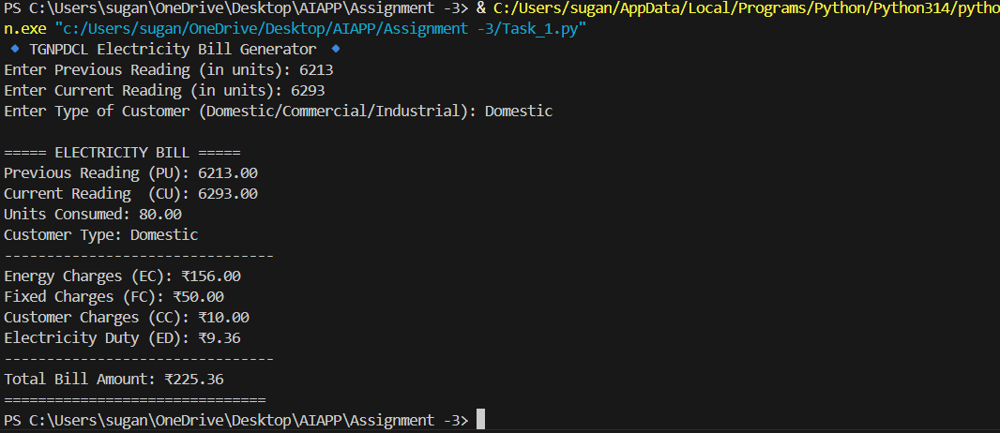 PS C:\Users\sugan\OneDrive\Desktop\AIAPP\Assignment -3> & C:/Users/sugan/AppData/Local/Programs/Python/Python314/pytho
n.exe "c:/Users/sugan/OneDrive/Desktop/AIAPP/Assignment -3/Task_1.py"
🔹 TGNPDCL Electricity Bill Generator 🔹
Enter Previous Reading (in units): 6213
Enter Current Reading (in units): 6293
Enter Type of Customer (Domestic/Commercial/Industrial): Domestic
===== ELECTRICITY BILL =====
Previous Reading (PU): 6213.00
Current Reading  (CU): 6293.00
Units Consumed: 80.00
Customer Type: Domestic
--------------------------------
Energy Charges (EC): ₹156.00
Fixed Charges (FC): ₹50.00
Customer Charges (CC): ₹10.00
Electricity Duty (ED): ₹9.36
--------------------------------
Total Bill Amount: ₹225.36
===============================
PS C:\Users\sugan\OneDrive\Desktop\AIAPP\Assignment -3>